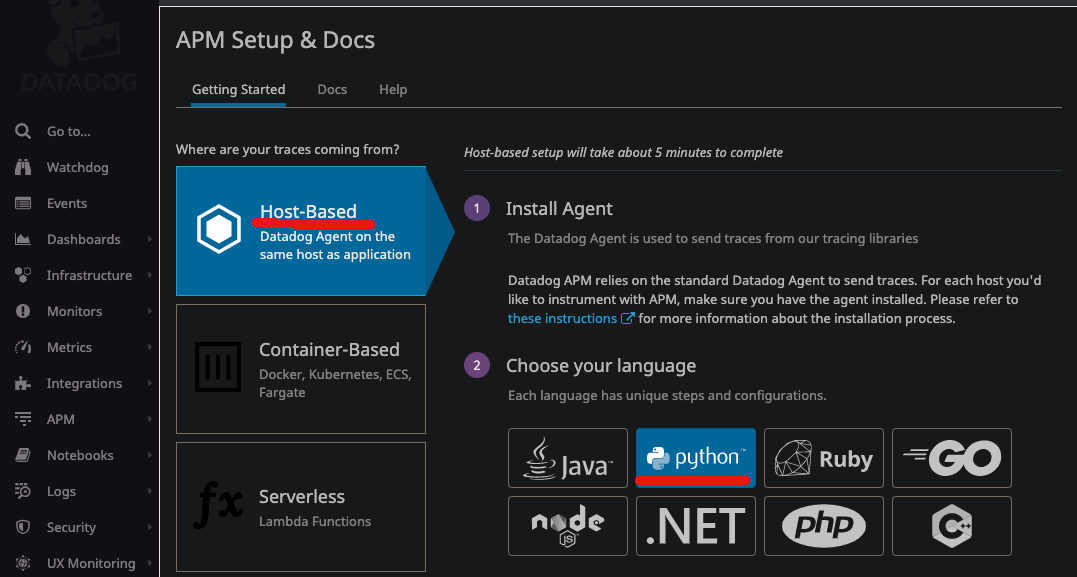 DATADOG
Go to...
Watchdog
Events
Dashboards
Infrastructure
Monitors
Metrics
Integrations
APM
Notebooks
Logs
Security
UX Monitoring
APM Setup & Docs
Getting Started Docs Help
Where are your traces coming from?
Host-Based
Datadog Agent on the
same host as application
Container-Based
Docker, Kubernetes, ECS,
Fargate
fx
Serverless
Lambda Functions
Host-based setup will take about 5 minutes to complete
1 Install Agent
The Datadog Agent is used to send traces from our tracing libraries
Datadog APM relies on the standard Datadog Agent to send traces. For each host you'd
like to instrument with APM, make sure you have the agent installed. Please refer to
these instructions for more information about the installation process.
2 Choose your language
Each language has unique steps and configurations.
Java™ python™ Ruby GO
node JS .NET php C++